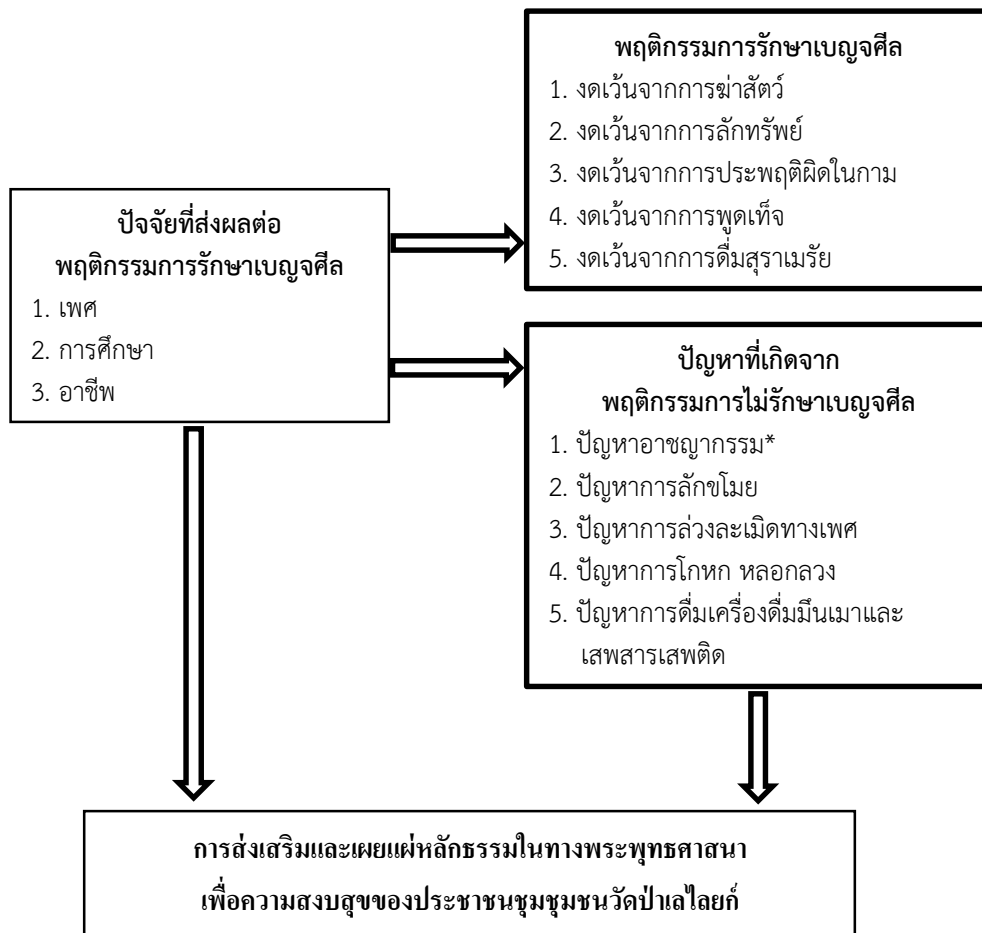 พฤติกรรมการรักษาเบญจศีล
1. งดเว้นจากการฆ่าสัตว์
2. งดเว้นจากการลักทรัพย์
3. งดเว้นจากการประพฤติผิดในกาม
4. งดเว้นจากการพูดเท็จ
5. งดเว้นจากการดื่มสุราเมรัย
ปัจจัยที่ส่งผลต่อ
พฤติกรรมการรักษาเบญจศีล
1. เพศ
2. การศึกษา
3. อาชีพ
ปัญหาที่เกิดจาก
พฤติกรรมการไม่รักษาเบญจศีล
1. ปัญหาอาชญากรรม*
2. ปัญหาการลักขโมย
3. ปัญหาการล่วงละเมิดทางเพศ
4. ปัญหาการโกหก หลอกลวง
5. ปัญหาการดื่มเครื่องดื่มมึนเมาและ
เสพสารเสพติด
การส่งเสริมและเผยแผ่หลักธรรมในทางพระพุทธศาสนา
เพื่อความสงบสุขของประชาชนชุมชุมชนวัดป่าเลไลยก์